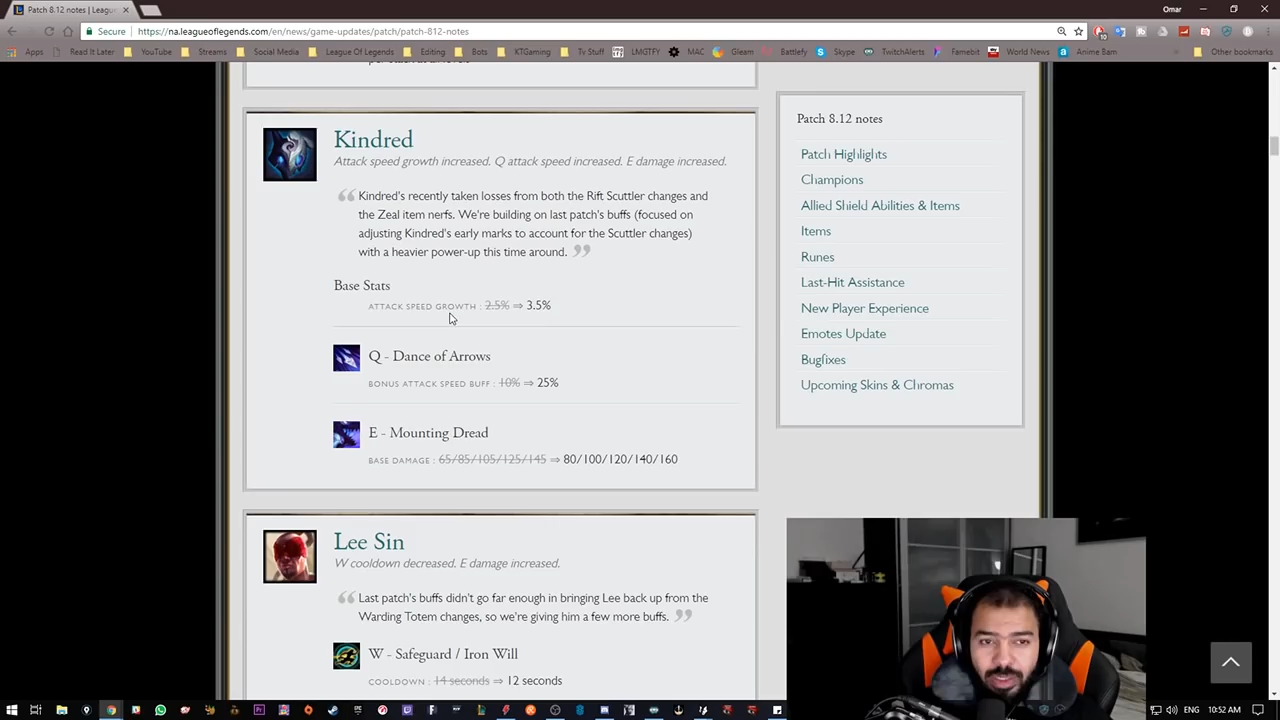 Patch 8.12 notes | Leagu
Omar
Secure | https://na.leagueoflegends.com/en/news/game-updates/patch/patch-812-notes
Apps Read It Later YouTube Streams Social Media League Of Legends Editing Bots KTGaming Tv Stuff LMGTFY MAC Gleam Battlefy Skype TwitchAlerts Famebit World News Anime Bam Other bookmarks
Kindred
Attack speed growth increased. Q attack speed increased. E damage increased.
Kindred's recently taken losses from both the Rift Scuttler changes and
the Zeal item nerfs. We're building on last patch's buffs (focused on
adjusting Kindred's early marks to account for the Scuttler changes)
with a heavier power-up this time around.
Base Stats
ATTACK SPEED GROWTH : 2.5% ⇒ 3.5%
Q - Dance of Arrows
BONUS ATTACK SPEED BUFF : 10% ⇒ 25%
E - Mounting Dread
BASE DAMAGE : 65/85/105/125/145 ⇒ 80/100/120/140/160
Lee Sin
W cooldown decreased. E damage increased.
Last patch's buffs didn't go far enough in bringing Lee back up from the
Warding Totem changes, so we're giving him a few more buffs.
W - Safeguard / Iron Will
COOLDOWN : 14 seconds ⇒ 12 seconds
Patch 8.12 notes
Patch Highlights
Champions
Allied Shield Abilities & Items
Items
Runes
Last-Hit Assistance
New Player Experience
Emotes Update
Bugfixes
Upcoming Skins & Chromas
ENG 10:52 AM